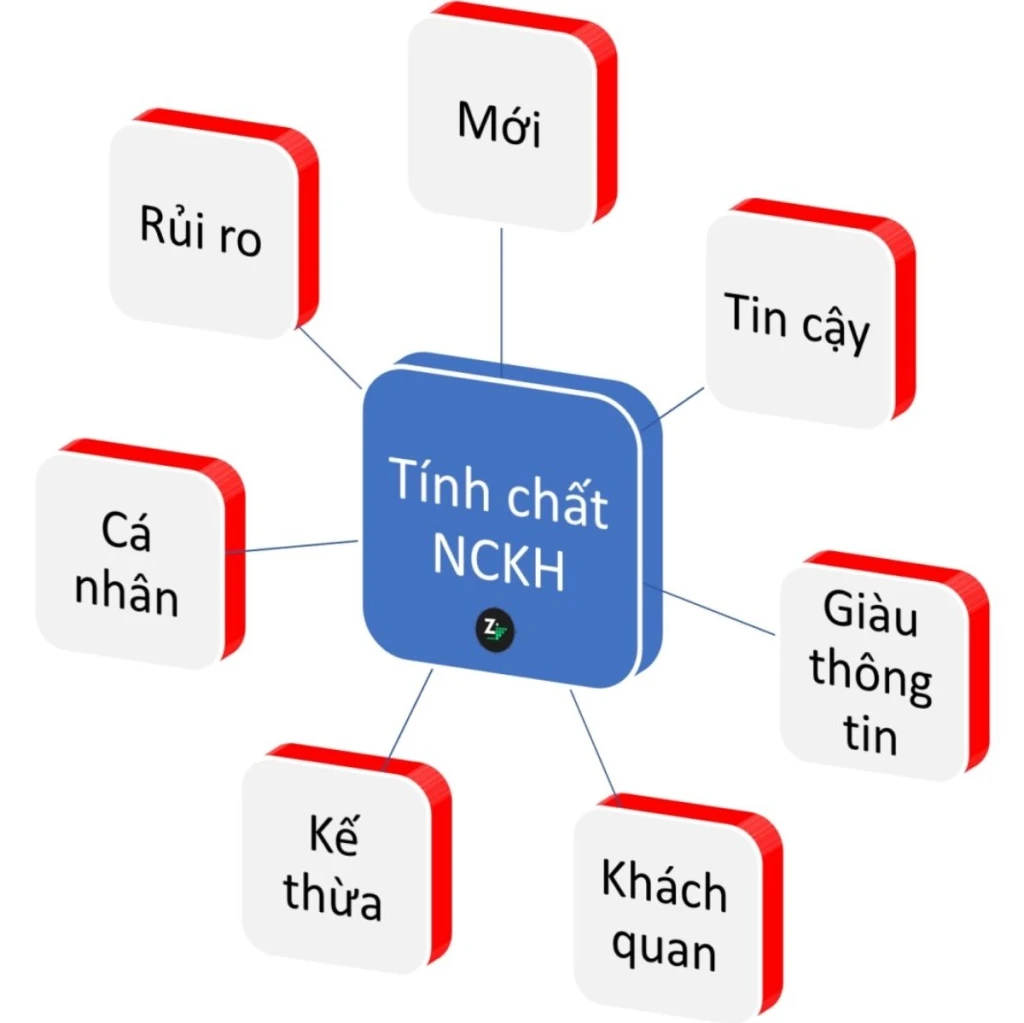 Mới
Rủi ro
Tin cậy
Tính chất
NCKH
Z
Cá
nhân
Giàu
thông
tin
Kế
thừa
Khách
quan